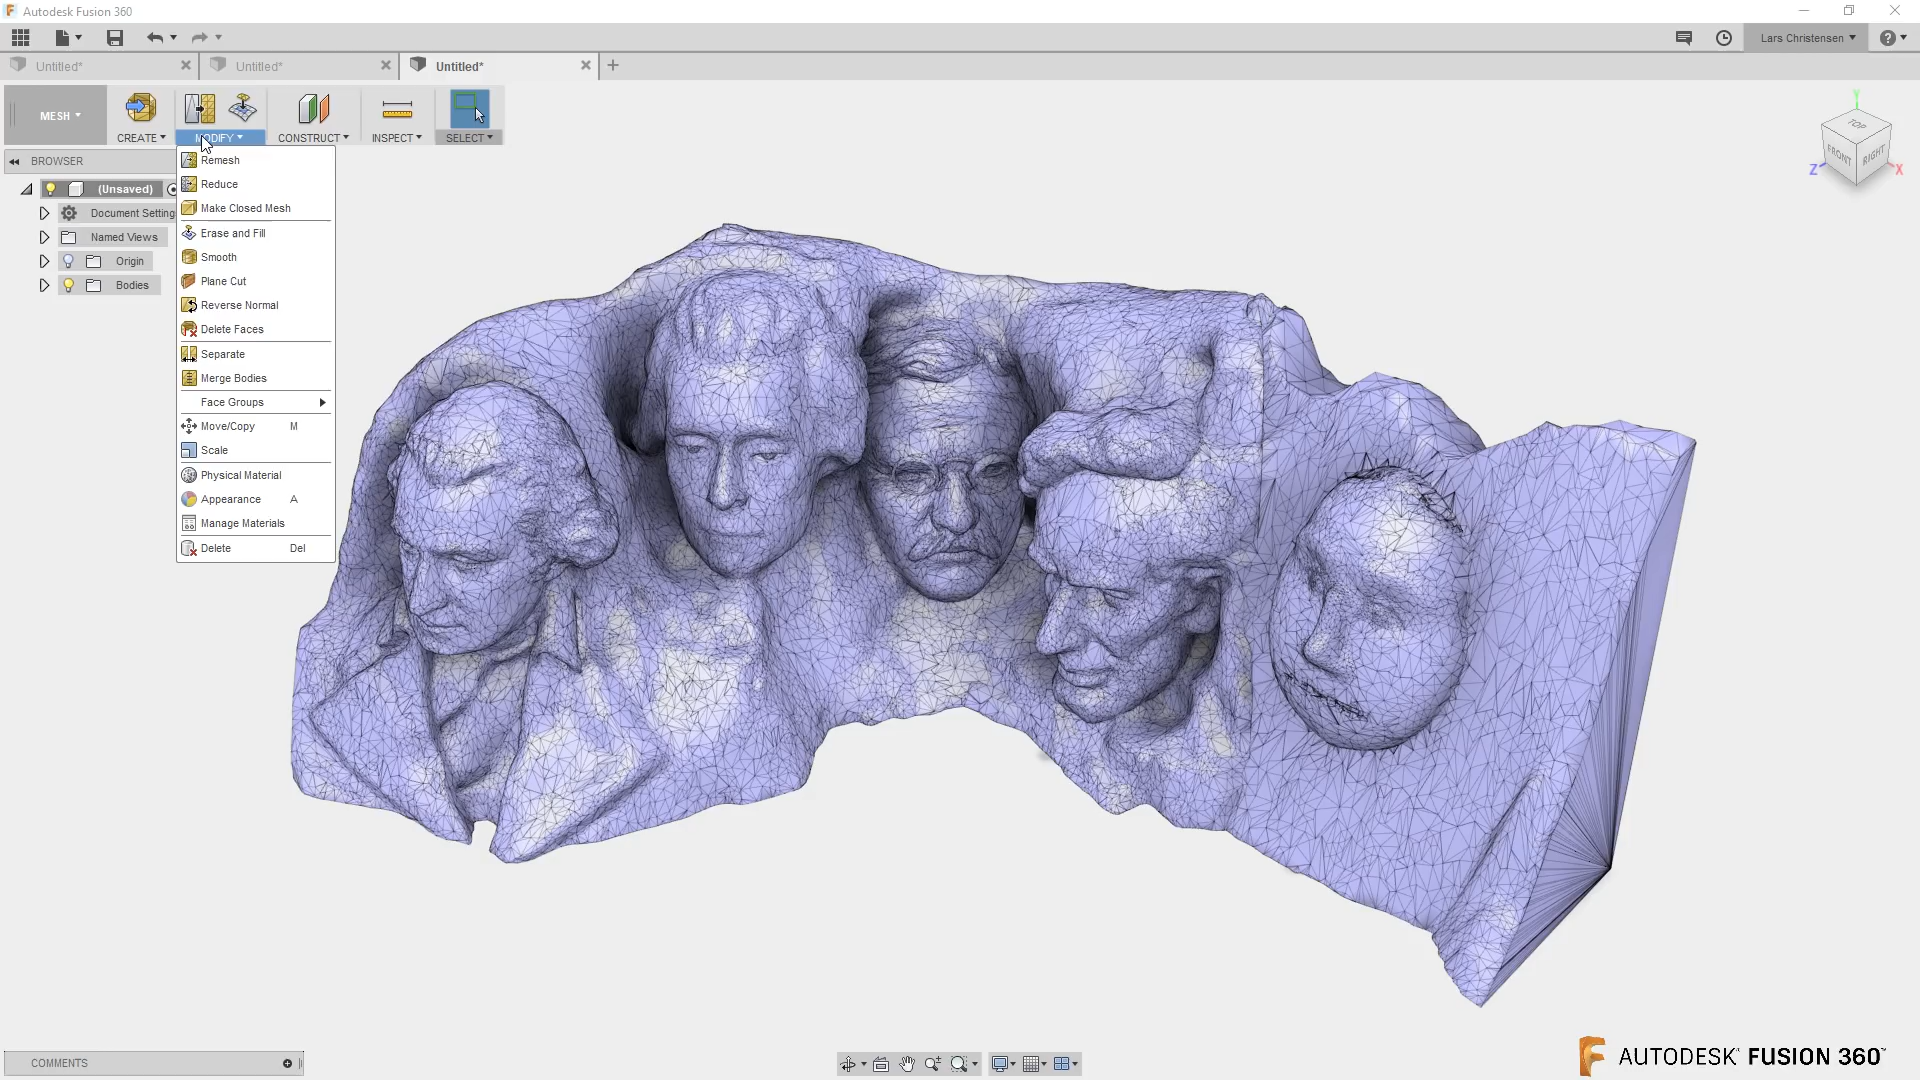 Autodesk Fusion 360
Lars Christensen
Untitled*
Untitled*
Untitled*
MESH
CREATE
MODIFY
CONSTRUCT
INSPECT
SELECT
BROWSER
(Unsaved)
Document Setting
Named Views
Origin
Bodies
Remesh
Reduce
Make Closed Mesh
Erase and Fill
Smooth
Plane Cut
Reverse Normal
Delete Faces
Separate
Merge Bodies
Face Groups
Move/Copy M
Scale
Physical Material
Appearance A
Manage Materials
Delete Del
Y
TOP
FRONT
RIGHT
Z
X
COMMENTS
AUTODESK® FUSION 360™